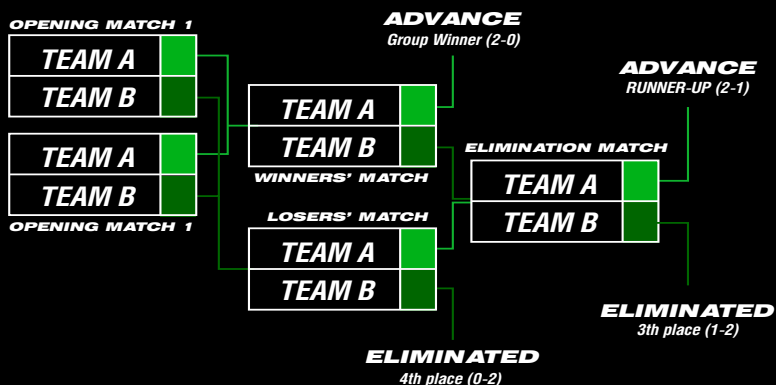 OPENING MATCH 1
TEAM A
TEAM B
TEAM A
TEAM B
OPENING MATCH 1
ADVANCE
Group Winner (2-0)
TEAM A
TEAM B
WINNERS' MATCH
LOSERS' MATCH
TEAM A
TEAM B
ELIMINATED
4th place (0-2)
ADVANCE
RUNNER-UP (2-1)
ELIMINATION MATCH
TEAM A
TEAM B
ELIMINATED
3th place (1-2)